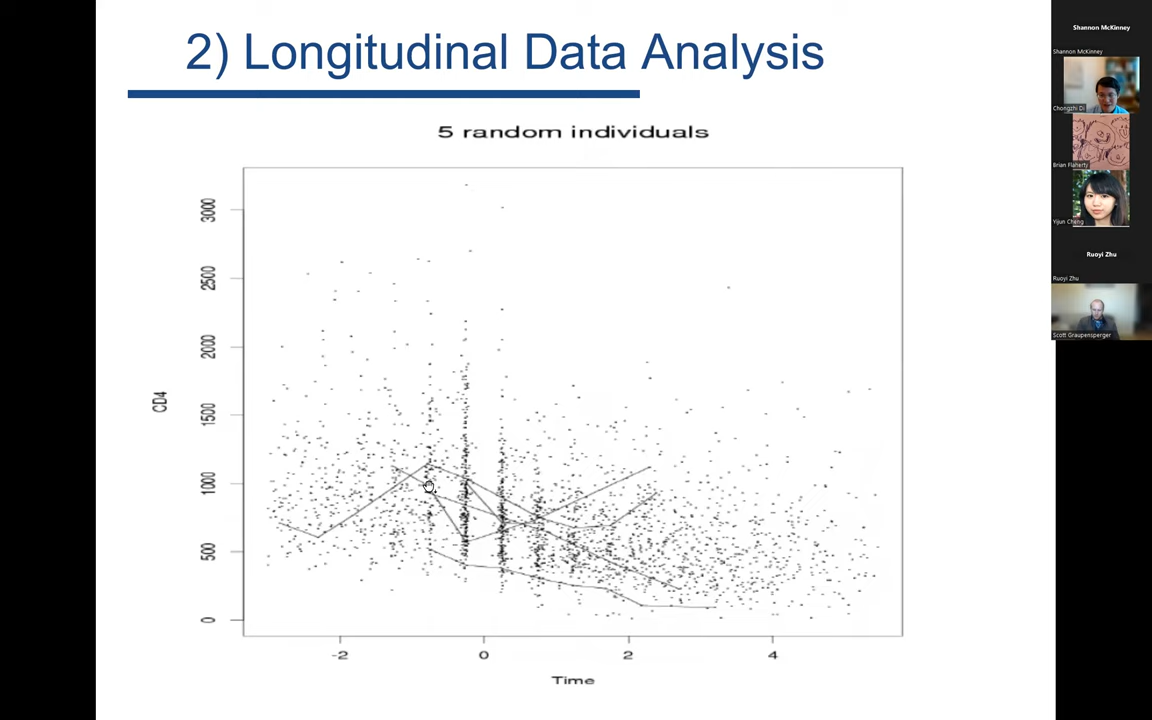 2) Longitudinal Data Analysis
5 random individuals
3000
2500
2000
1500
1000
500
0
CD4
-2
0
2
4
Time
Shannon McKinney
Shannon McKinney
Chongzhi Di
Brian Flaherty
Yijun Cheng
Ruoyi Zhu
Ruoyi Zhu
Scott Graupensperger